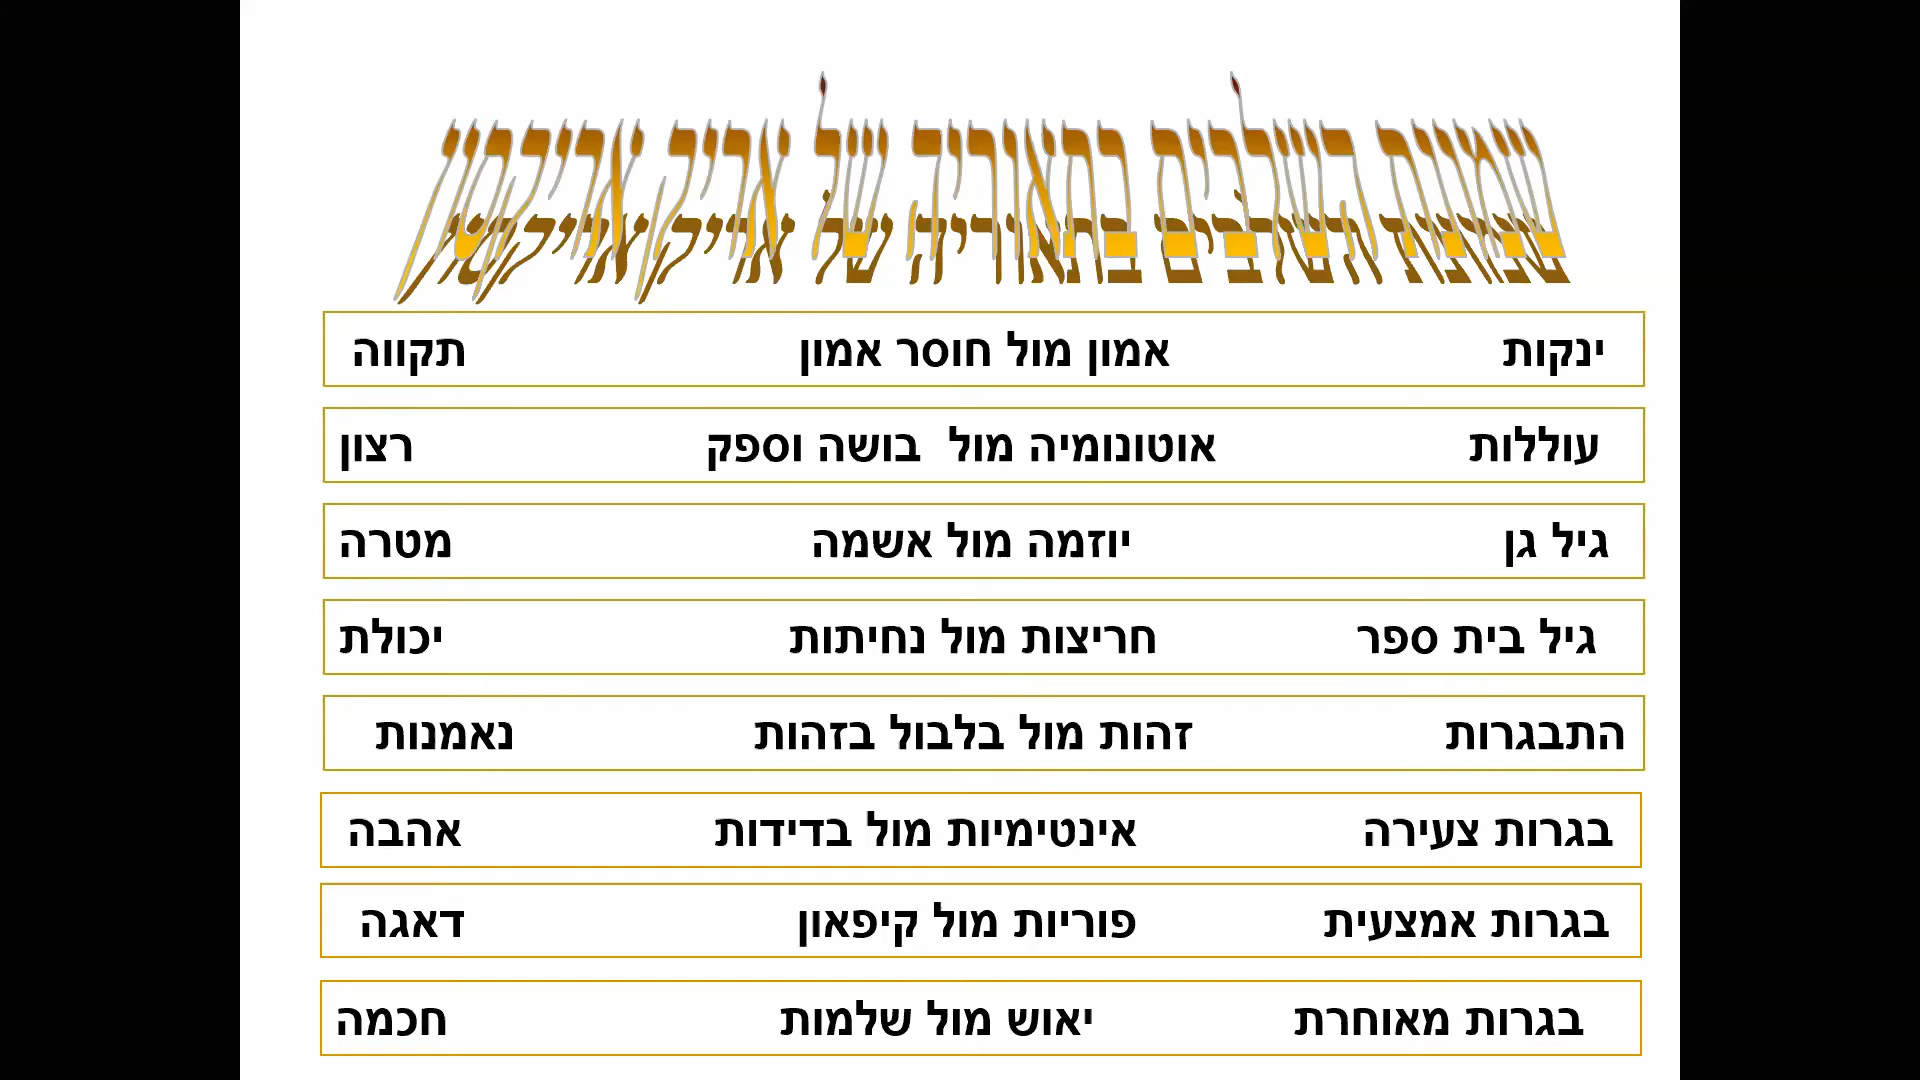 שמונת השלבים בתאוריה של אריק אריקסון
ינקות אמון מול חוסר אמון תקווה
עוללות אוטונומיה מול בושה וספק רצון
גיל גן יוזמה מול אשמה מטרה
גיל בית ספר חריצות מול נחיתות יכולת
התבגרות זהות מול בלבול בזהות נאמנות
בגרות צעירה אינטימיות מול בדידות אהבה
בגרות אמצעית פוריות מול קיפאון דאגה
בגרות מאוחרת יאוש מול שלמות חכמה